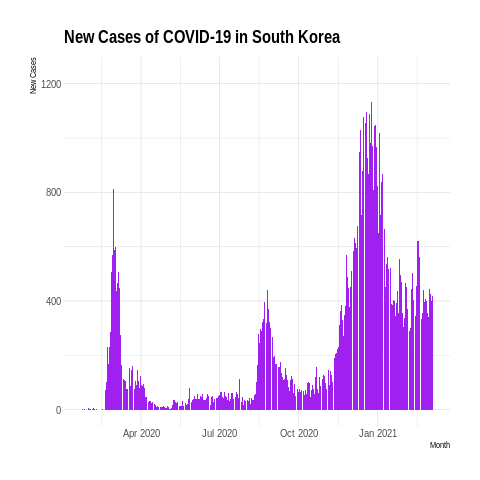 New Cases of COVID-19 in South Korea
New Cases
1200
800
400
0
Apr 2020 Jul 2020 Oct 2020 Jan 2021
Month